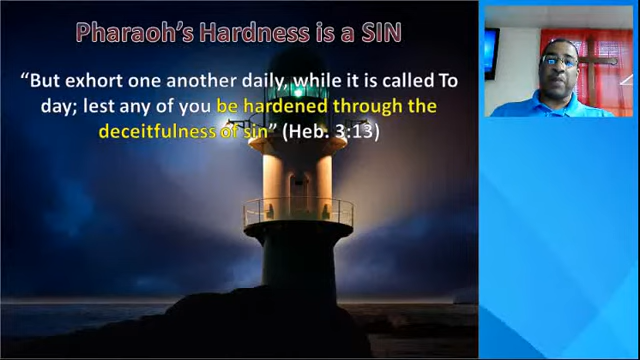 Pharaoh's Hardness is a SIN
“But exhort one another daily, while it is called To
day; lest any of you be hardened through the
deceitfulness of sin” (Heb. 3:13)